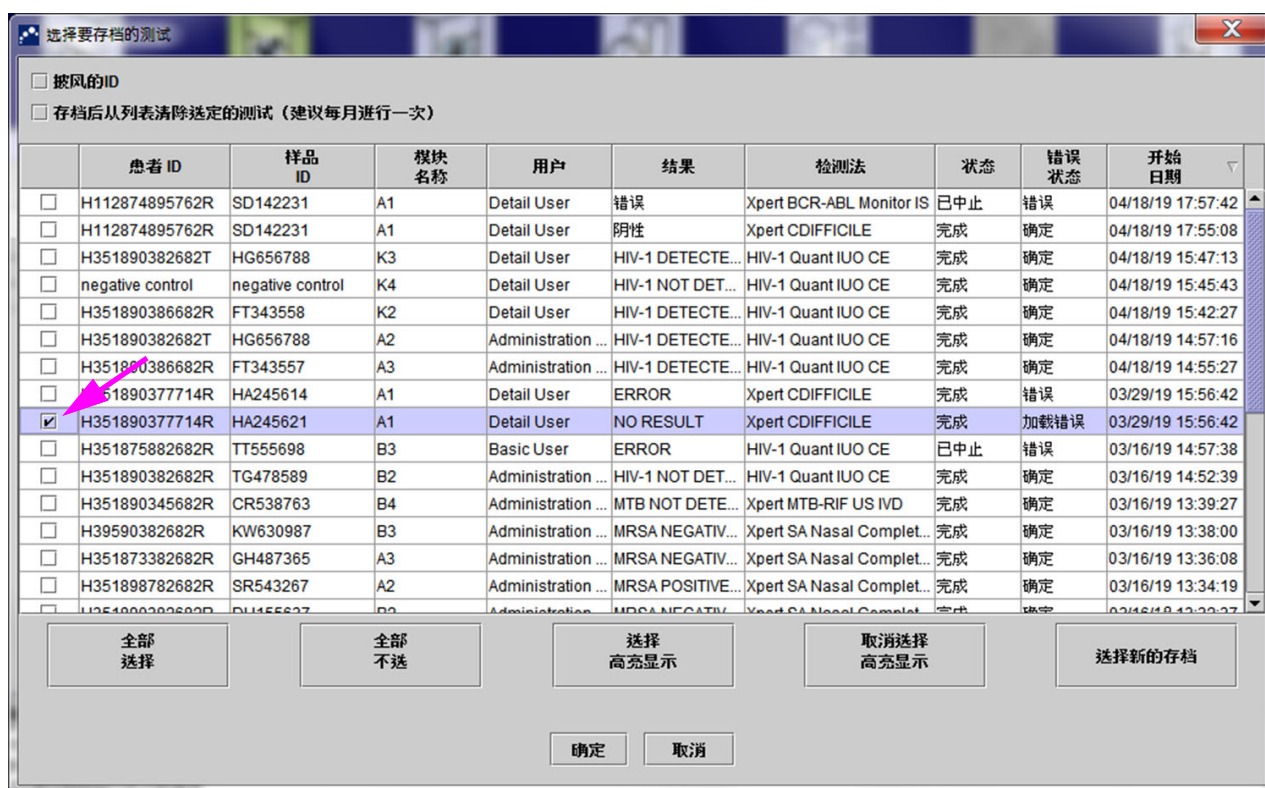 选择要存档的测试
披风的ID
存档后从列表清除选定的测试（建议每月进行一次）
患者 ID 样品 ID 模块 名称 用户 结果 检测法 状态 错误 状态 开始 日期
H112874895762R SD142231 A1 Detail User 错误 Xpert BCR-ABL Monitor IS 已中止 错误 04/18/19 17:57:42
H112874895762R SD142231 A1 Detail User 阴性 Xpert CDIFFICILE 完成 确定 04/18/19 17:55:08
H351890382682T HG656788 K3 Detail User HIV-1 DETECTE... HIV-1 Quant IUO CE 完成 确定 04/18/19 15:47:13
negative control negative control K4 Detail User HIV-1 NOT DET... HIV-1 Quant IUO CE 完成 确定 04/18/19 15:45:43
H351890386682R FT343558 K2 Detail User HIV-1 DETECTE... HIV-1 Quant IUO CE 完成 确定 04/18/19 15:42:27
H351890382682T HG656788 A2 Administration ... HIV-1 DETECTE... HIV-1 Quant IUO CE 完成 确定 04/18/19 14:57:16
H351890386682R FT343557 A3 Administration ... HIV-1 DETECTE... HIV-1 Quant IUO CE 完成 确定 04/18/19 14:55:27
H351890377714R HA245614 A1 Detail User ERROR Xpert CDIFFICILE 完成 错误 03/29/19 15:56:42
H351890377714R HA245621 A1 Detail User NO RESULT Xpert CDIFFICILE 完成 加载错误 03/29/19 15:56:42
H351875882682R TT555698 B3 Basic User ERROR HIV-1 Quant IUO CE 已中止 错误 03/16/19 14:57:38
H351890382682R TG478589 B2 Administration ... HIV-1 NOT DET... HIV-1 Quant IUO CE 完成 确定 03/16/19 14:52:39
H351890345682R CR538763 B4 Administration ... MTB NOT DETE... Xpert MTB-RIF US IVD 完成 确定 03/16/19 13:39:27
H39590382682R KW630987 B3 Administration ... MRSA NEGATIV... Xpert SA Nasal Complet... 完成 确定 03/16/19 13:38:00
H351873382682R GH487365 A3 Administration ... MRSA NEGATIV... Xpert SA Nasal Complet... 完成 确定 03/16/19 13:36:08
H351898782682R SR543267 A2 Administration ... MRSA POSITIVE... Xpert SA Nasal Complet... 完成 确定 03/16/19 13:34:19
全部 选择 全部 不选 选择 高亮显示 取消选择 高亮显示 选择新的存档
确定 取消